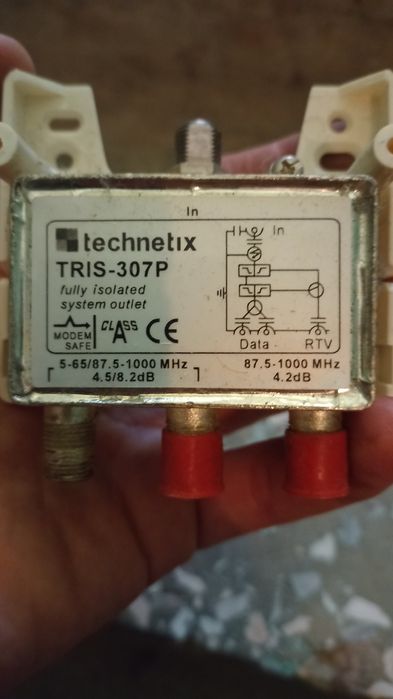 In
technetix
TRIS-307P
fully isolated
system outlet
MODEM
SAFE
CLASS
A
CE
In
Data
RTV
5-65/87.5-1000 MHz
4.5/8.2dB
87.5-1000 MHz
4.2dB